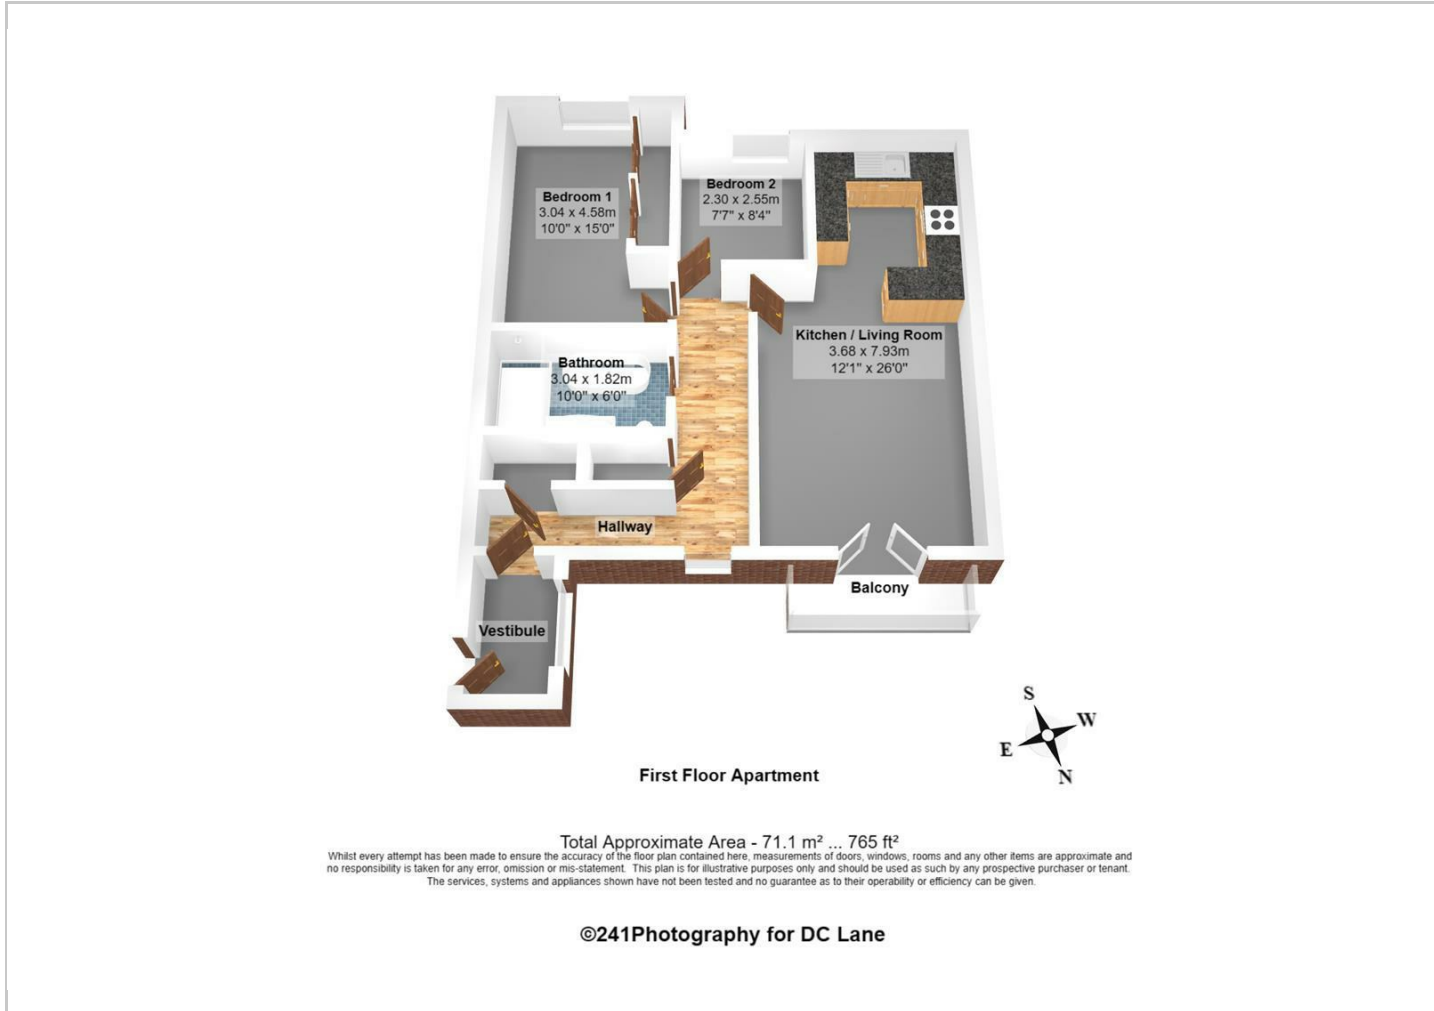 Bedroom 1
3.04 x 4.58m
10'0" x 15'0"
Bedroom 2
2.30 x 2.55m
7'7" x 8'4"
Kitchen / Living Room
3.68 x 7.93m
12'1" x 26'0"
Bathroom
3.04 x 1.82m
10'0" x 6'0"
Hallway
Balcony
Vestibule
S
W
E
N
First Floor Apartment
Total Approximate Area - 71.1 m² ... 765 ft²
Whilst every attempt has been made to ensure the accuracy of the floor plan contained here, measurements of doors, windows, rooms and any other items are approximate and
no responsibility is taken for any error, omission or mis-statement. This plan is for illustrative purposes only and should be used as such by any prospective purchaser or tenant.
The services, systems and appliances shown have not been tested and no guarantee as to their operability or efficiency can be given.
©241Photography for DC Lane